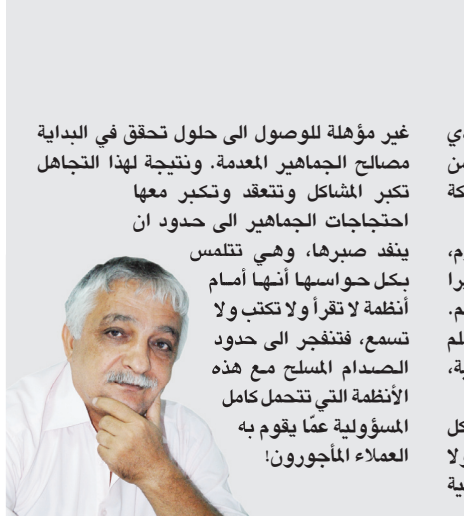 غير مؤهلة للوصول الى حلول تحقق في البداية
مصالح الجماهير المعدمة. ونتيجة لهذا التجاهل
تكبر المشاكل وتتعقد وتكبر معها
احتجاجات الجماهير الى حدود ان
ينفد صبرها، وهي تتلمس
بكل حواسها أنها أمام
أنظمة لا تقرأ ولا تكتب ولا
تسمع، فتنفجر الى حدود
الصدام المسلح مع هذه
الأنظمة التي تتحمل كامل
المسؤولية عمّا يقوم به
العملاء المأجورون!